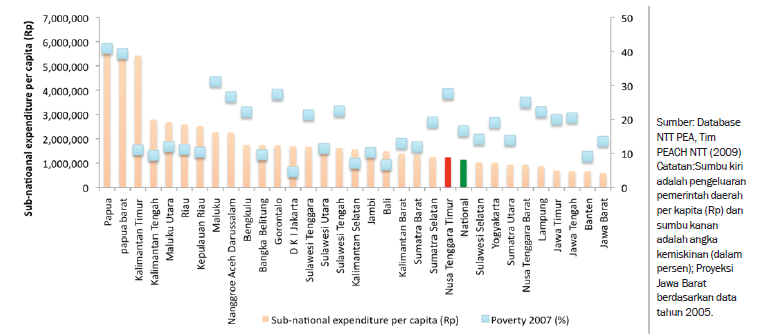 7,000,000
6,000,000
5,000,000
4,000,000
3,000,000
2,000,000
1,000,000
0
Sub-natioanal expenditure per capita (Rp)
50
40
30
20
10
0
Papua
papua barat
Kalimantan Timur
Kalimantan Tengah
Maluku Utara
Riau
Kepulauan Riau
Maluku
Nanggroe Aceh Darussalam
Bengkulu
Bangka Belitung
Gorontalo
D K I Jakarta
Sulawesi Tenggara
Sulawesi Utara
Sulawesi Tengah
Kalimantan Selatan
Jambi
Bali
Kalimantan Barat
Sumatra Barat
Sumatra Selatan
Nusa Tenggara Timur
National
Sulawesi Selatan
Yogyakarta
Sumatra Utara
Nusa Tenggara Barat
Lampung
Jawa Timur
Jawa Tengah
Banten
Jawa Barat
Sub-national expenditure per capita (Rp)
Poverty 2007 (%)
Sumber: Database
NTT PEA, Tim
PEACH NTT (2009)
Catatan:Sumbu kiri
adalah pengeluaran
pemerintah daerah
per kapita (Rp) dan
sumbu kanan
adalah angka
kemiskinan (dalam
persen); Proyeksi
Jawa Barat
berdasarkan data
tahun 2005.